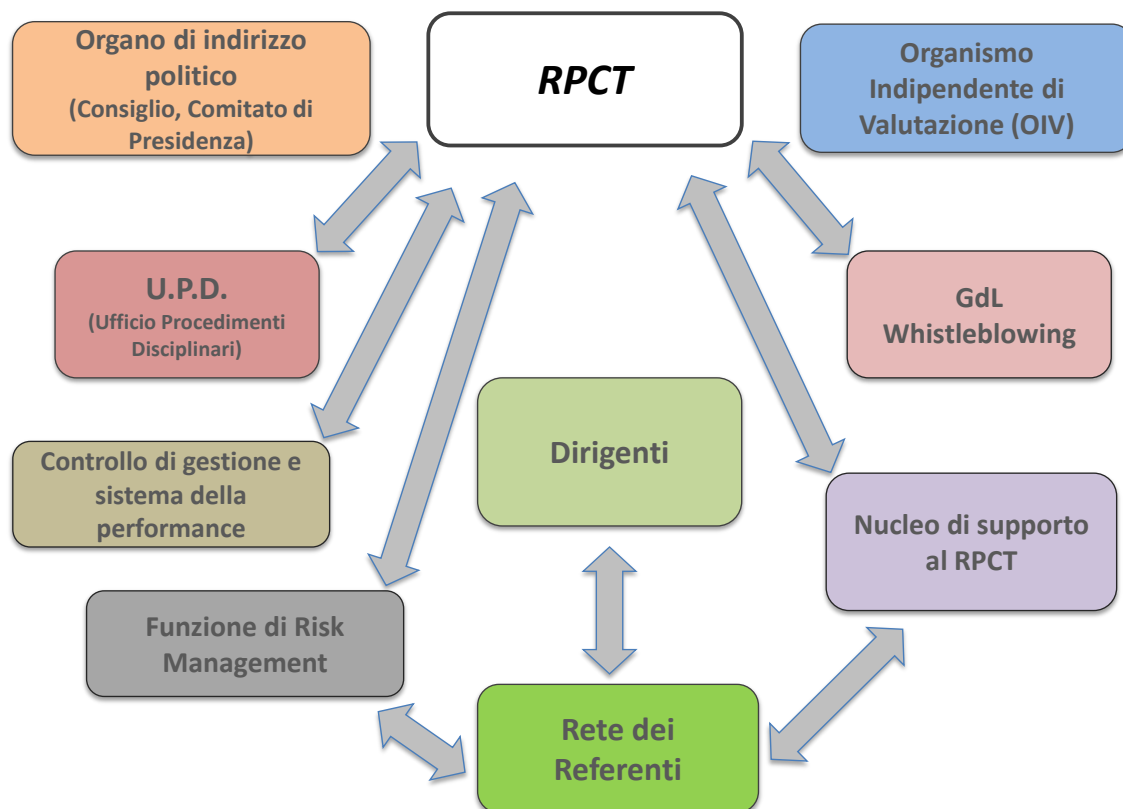 Organo di indirizzo
politico
(Consiglio, Comitato di
Presidenza)
RPCT
Organismo
Indipendente di
Valutazione (OIV)
U.P.D.
(Ufficio Procedimenti
Disciplinari)
GdL
Whistleblowing
Dirigenti
Controllo di gestione e
sistema della
performance
Nucleo di supporto
al RPCT
Funzione di Risk
Management
Rete dei
Referenti